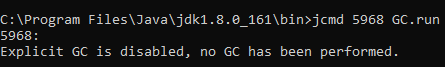 C:\Program Files\Java\jdk1.8.0_161\bin>jcmd 5968 GC.run
5968:
Explicit GC is disabled, no GC has been performed.